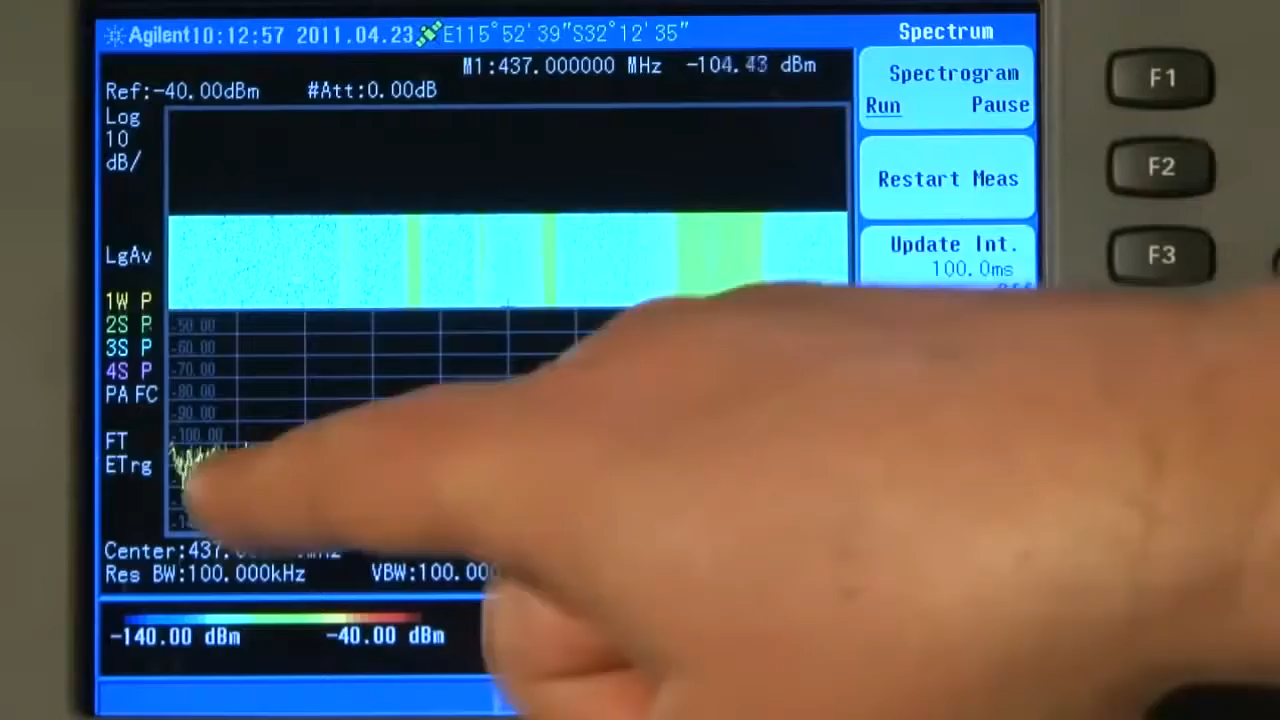 Agilent 10:12:57 2011.04.23 E115°52'39"S32°12'35"
Spectrum
M1:437.000000 MHz -104.43 dBm
Ref:-40.00dBm #Att:0.00dB
Log
10
dB/
LgAv
1W P
2S P
3S P
4S P
PA FC
FT
ETrg
-50.00
-60.00
-70.00
-80.00
-90.00
-100.00
Center:437.
Res BW:100.000kHz VBW:100.00
-140.00 dBm -40.00 dBm
Spectrogram
Run Pause
Restart Meas
Update Int.
100.0ms
F1
F2
F3